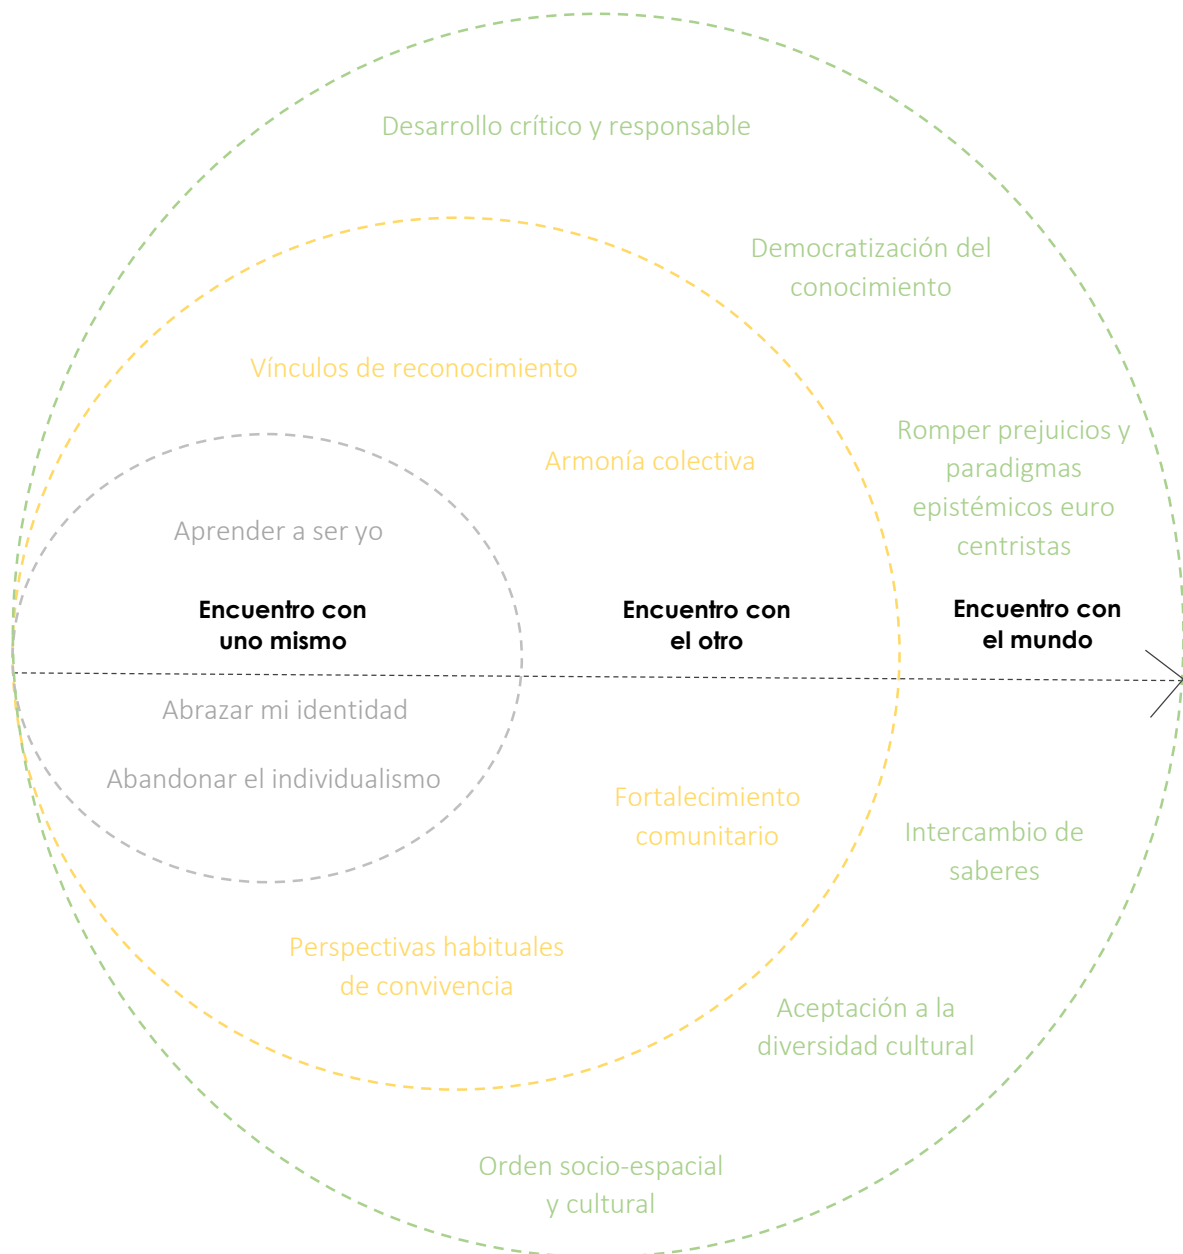 Desarrollo crítico y responsable
Democratización del
conocimiento
Vínculos de reconocimiento
Romper prejuicios y
paradigmas
epistémicos euro
centristas
Armonía colectiva
Aprender a ser yo
Encuentro con
uno mismo
Encuentro con
el otro
Encuentro con
el mundo
Abrazar mi identidad
Abandonar el individualismo
Fortalecimiento
comunitario
Intercambio de
saberes
Perspectivas habituales
de convivencia
Aceptación a la
diversidad cultural
Orden socio-espacial
y cultural